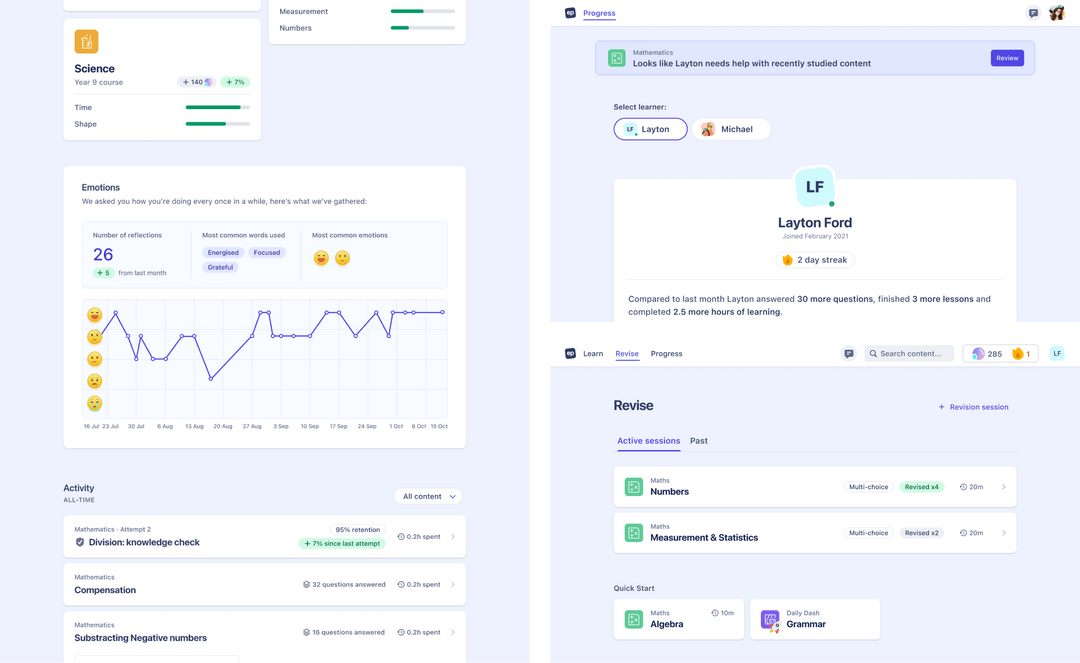 Measurement
Numbers
Science
Year 9 course
+ 140
+ 7%
Time
Shape
Emotions
We asked you how you're doing every once in a while, here's what we've gathered:
Number of reflections
26
+ 5 from last month
Most common words used
Energised
Focused
Grateful
Most common emotions
16 Jul 23 Jul 30 Jul 6 Aug 13 Aug 20 Aug 27 Aug 3 Sep 10 Sep 17 Sep 24 Sep 1 Oct 8 Oct 15 Oct
Activity
ALL-TIME
All content
Mathematics · Attempt 2
Division: knowledge check
95% retention
+ 7% since last attempt
0.2h spent
Mathematics
Compensation
32 questions answered
0.2h spent
Mathematics
Substracting Negative numbers
16 questions answered
0.2h spent
ep
Progress
Mathematics
Looks like Layton needs help with recently studied content
Review
Select learner:
LF
Layton
Michael
LF
Layton Ford
Joined February 2021
2 day streak
Compared to last month Layton answered 30 more questions, finished 3 more lessons and
completed 2.5 more hours of learning.
ep
Learn
Revise
Progress
Search content...
285
1
LF
Revise
+ Revision session
Active sessions
Past
Maths
Numbers
Multi-choice
Revised x4
20m
Maths
Measurement & Statistics
Multi-choice
Revised x2
20m
Quick Start
Maths
Algebra
10m
Daily Dash
Grammar